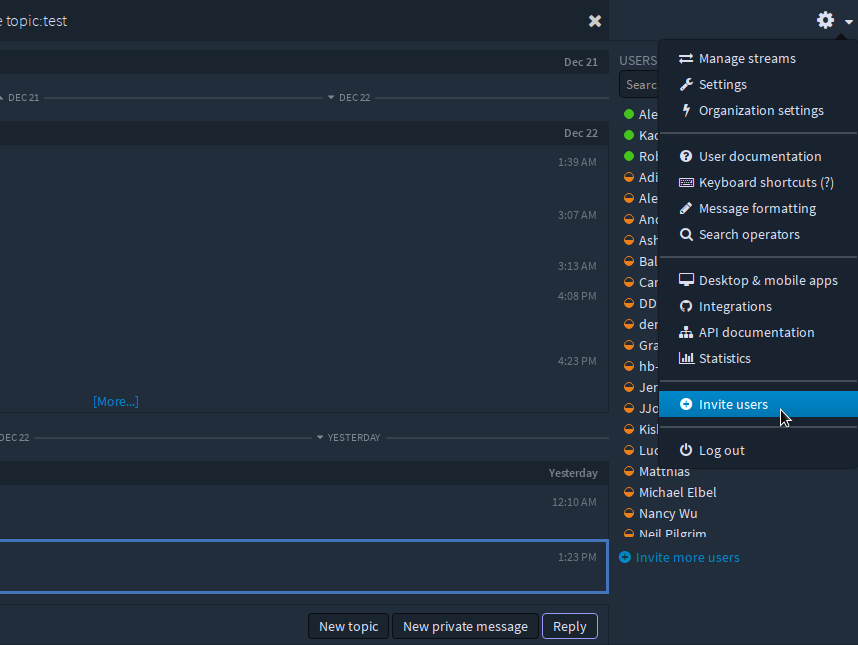 e topic:test
Dec 21
DEC 21
DEC 22
Dec 22
1:39 AM
3:07 AM
3:13 AM
4:08 PM
4:23 PM
[More...]
DEC 22
YESTERDAY
Yesterday
12:10 AM
1:23 PM
New topic
New private message
Reply
USERS
Searc
Ale
Kac
Rol
Adi
Ale
And
Ash
Bal
Car
DD
der
Gra
hb-
Jer
JJo
Kisl
Luc
Matthias
Michael Elbel
Nancy Wu
Neil Pilgrim
Invite more users
Manage streams
Settings
Organization settings
User documentation
Keyboard shortcuts (?)
Message formatting
Search operators
Desktop & mobile apps
Integrations
API documentation
Statistics
Invite users
Log out